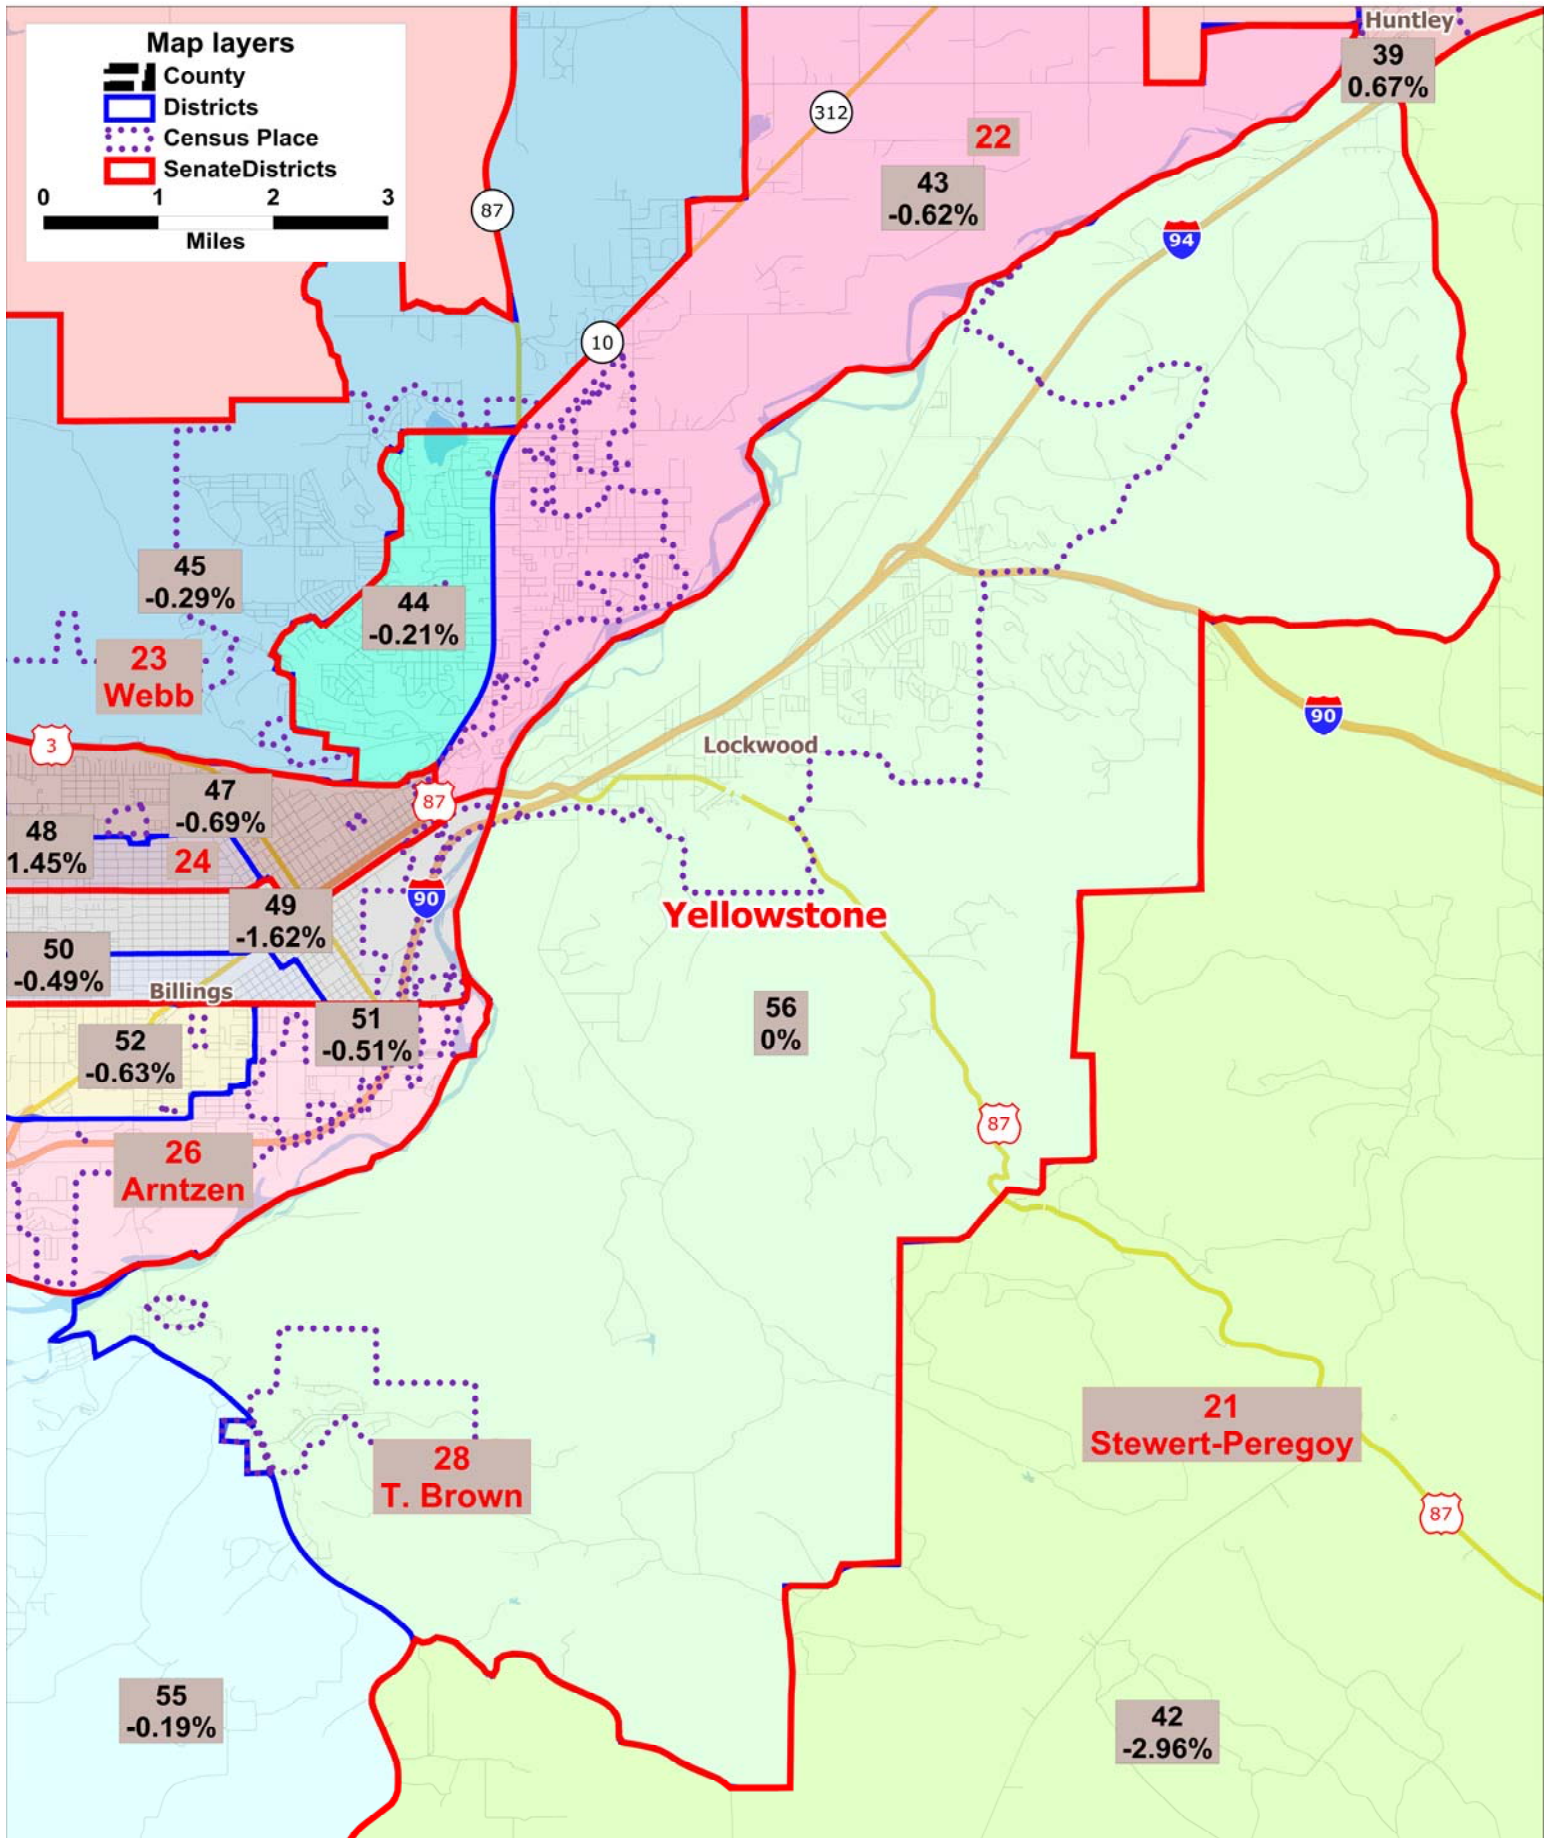 Map layers
County
Districts
Census Place
SenateDistricts
0 1 2 3
Miles
Huntley
39
0.67%
312
22
43
-0.62%
87
94
10
45
-0.29%
44
-0.21%
23
Webb
90
3
Lockwood
47
-0.69%
87
48
1.45%
24
90
49
-1.62%
Yellowstone
50
-0.49%
Billings
56
0%
51
-0.51%
52
-0.63%
87
26
Arntzen
21
Stewert-Peregoy
28
T. Brown
87
55
-0.19%
42
-2.96%